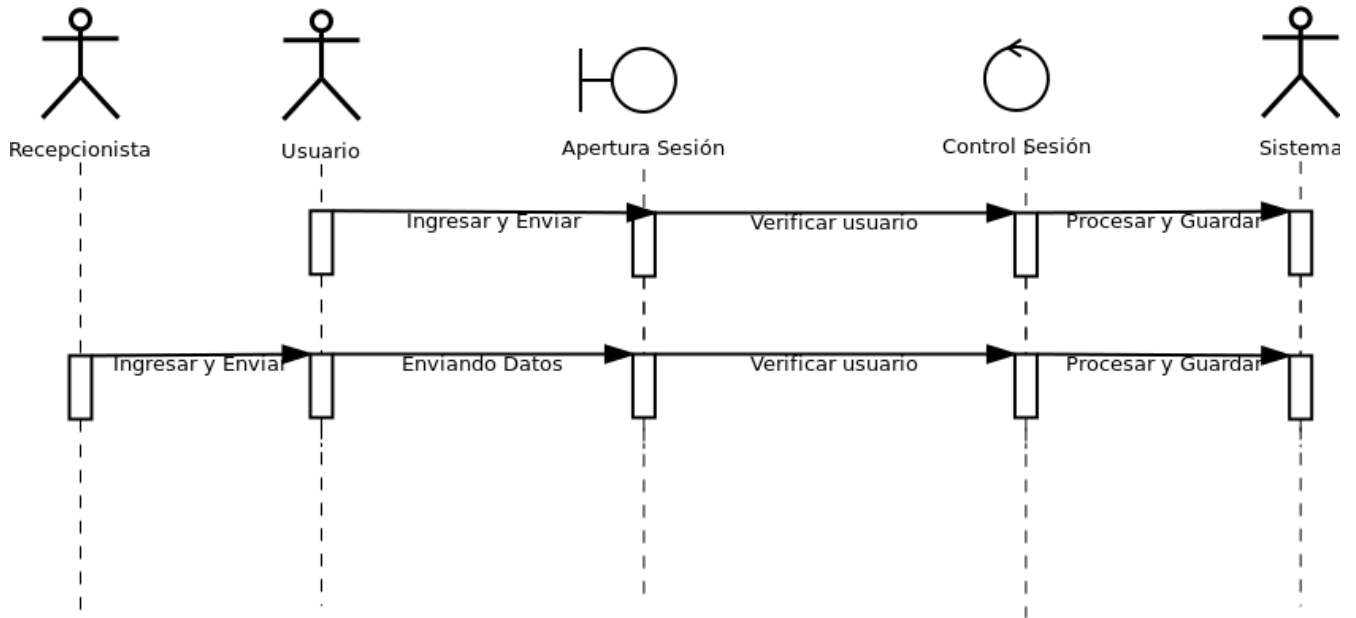 Recepcionista
Usuario
Apertura Sesión
Control Sesión
Sistema
Ingresar y Enviar
Verificar usuario
Procesar y Guardar
Ingresar y Enviar
Enviando Datos
Verificar usuario
Procesar y Guardar